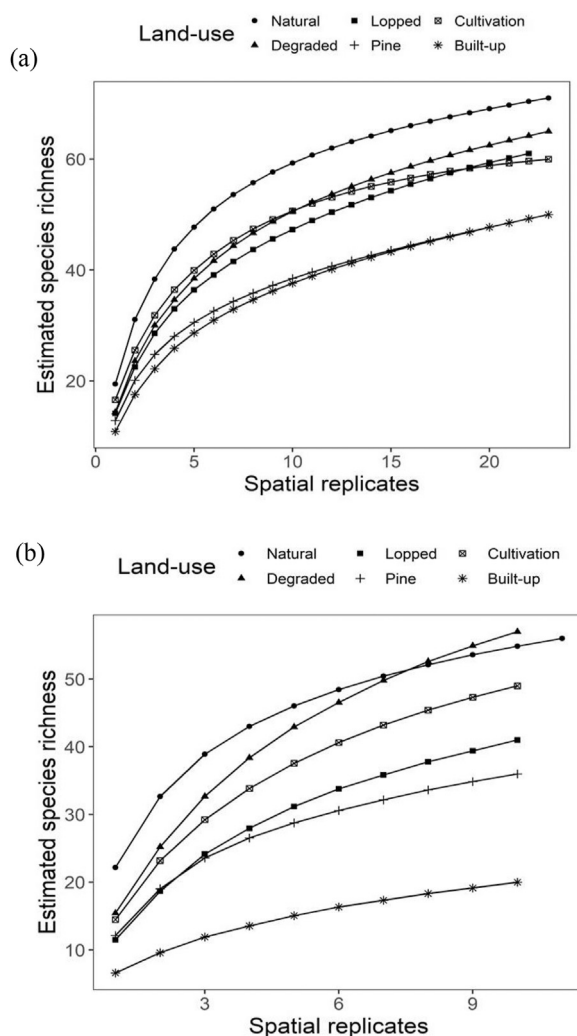 (a)
Land-use
Natural Lopped Cultivation
Degraded Pine Built-up
Estimated species richness
60
40
20
0 5 10 15 20
Spatial replicates
(b)
Land-use
Natural Lopped Cultivation
Degraded Pine Built-up
Estimated species richness
50
40
30
20
10
3 6 9
Spatial replicates